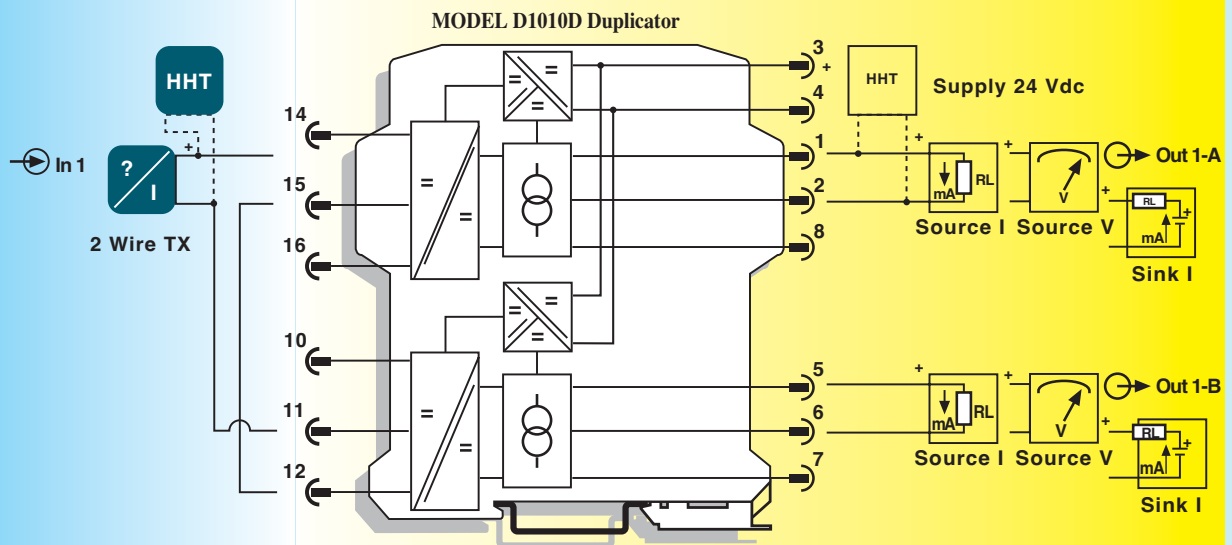 MODEL D1010D Duplicator
HHT
In 1
?
I
+
2 Wire TX
14
15
16
10
11
12
3
+
4
1
2
8
5
6
7
HHT
Supply 24 Vdc
+
mA
RL
Source I
+
V
Source V
Out 1-A
+
RL
+
mA
Sink I
+
mA
RL
Source I
+
V
Source V
Out 1-B
+
RL
+
mA
Sink I